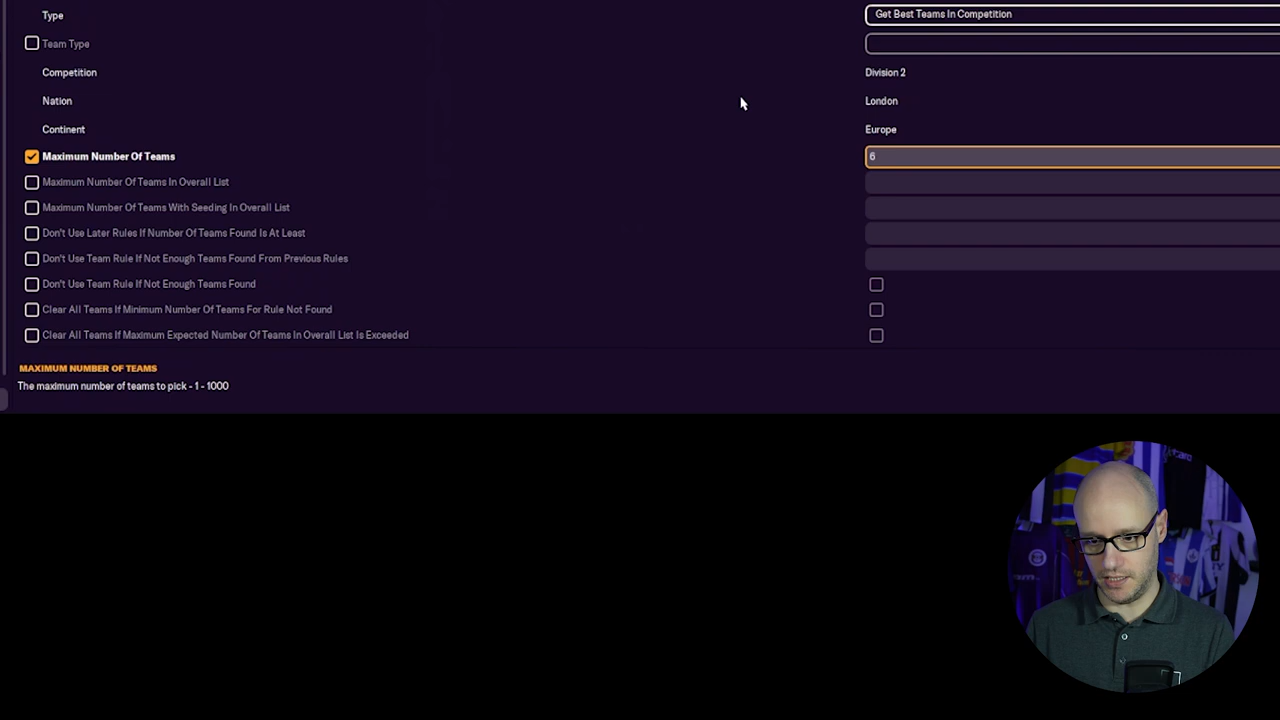 Type
Get Best Teams In Competition
Team Type
Competition
Division 2
Nation
London
Continent
Europe
Maximum Number Of Teams
6
Maximum Number Of Teams In Overall List
Maximum Number Of Teams With Seeding In Overall List
Don't Use Later Rules If Number Of Teams Found Is At Least
Don't Use Team Rule If Not Enough Teams Found From Previous Rules
Don't Use Team Rule If Not Enough Teams Found
Clear All Teams If Minimum Number Of Teams For Rule Not Found
Clear All Teams If Maximum Expected Number Of Teams In Overall List Is Exceeded
MAXIMUM NUMBER OF TEAMS
The maximum number of teams to pick - 1 - 1000